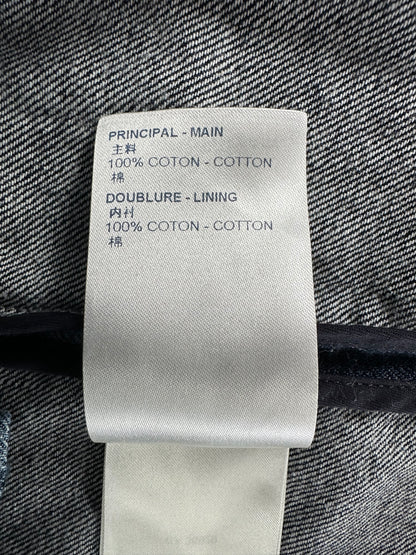 PRINCIPAL - MAIN
主料
100% COTON - COTTON
棉
DOUBLURE - LINING
内衬
100% COTON - COTTON
棉